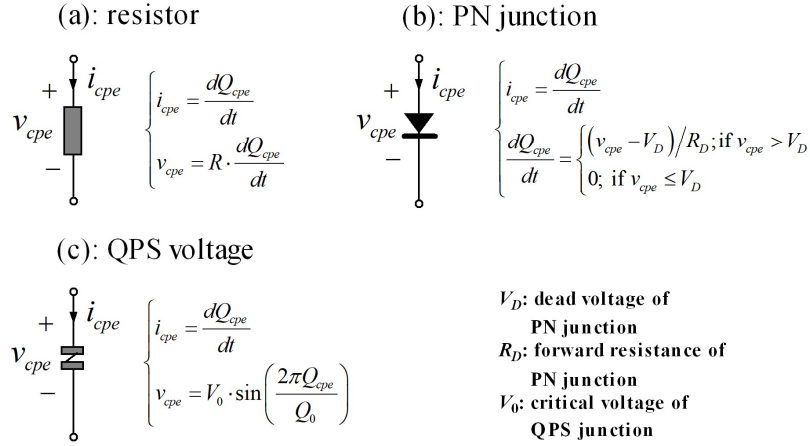 (a): resistor
+
i_cpe
v_cpe
−
i_cpe = dQ_cpe/dt
v_cpe = R · dQ_cpe/dt
(b): PN junction
+
i_cpe
v_cpe
−
i_cpe = dQ_cpe/dt
dQ_cpe/dt = { (v_cpe − V_D)/R_D; if v_cpe > V_D
0; if v_cpe ≤ V_D
(c): QPS voltage
+
i_cpe
v_cpe
−
i_cpe = dQ_cpe/dt
v_cpe = V_0 · sin(2πQ_cpe/Q_0)
V_D: dead voltage of
PN junction
R_D: forward resistance of
PN junction
V_0: critical voltage of
QPS junction